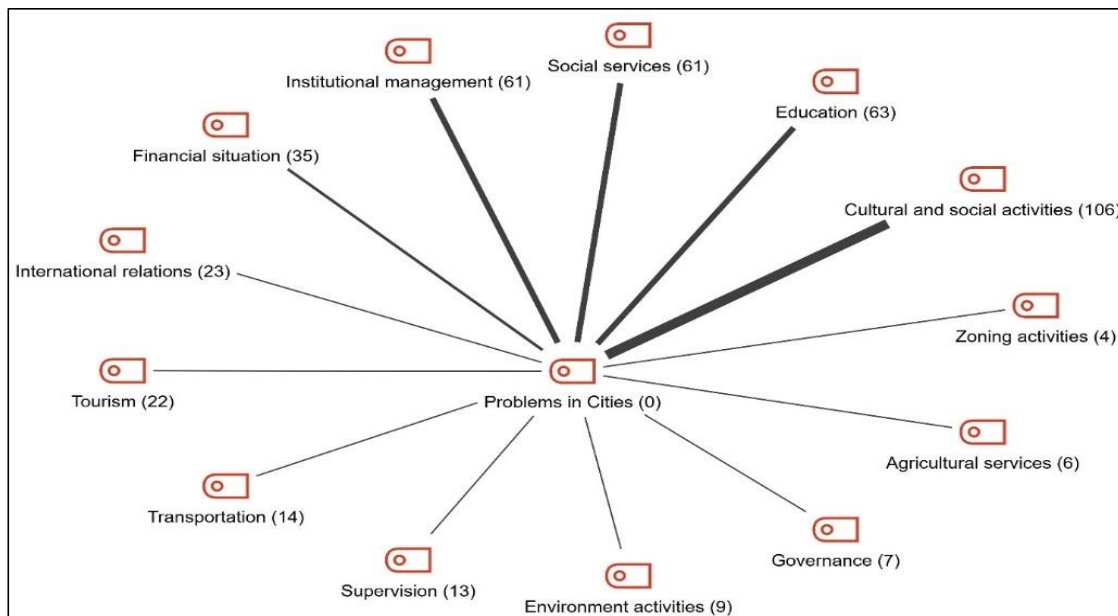 Social services (61)
Institutional management (61)
Education (63)
Financial situation (35)
Cultural and social activities (106)
International relations (23)
Zoning activities (4)
Tourism (22)
Problems in Cities (0)
Agricultural services (6)
Transportation (14)
Governance (7)
Supervision (13)
Environment activities (9)